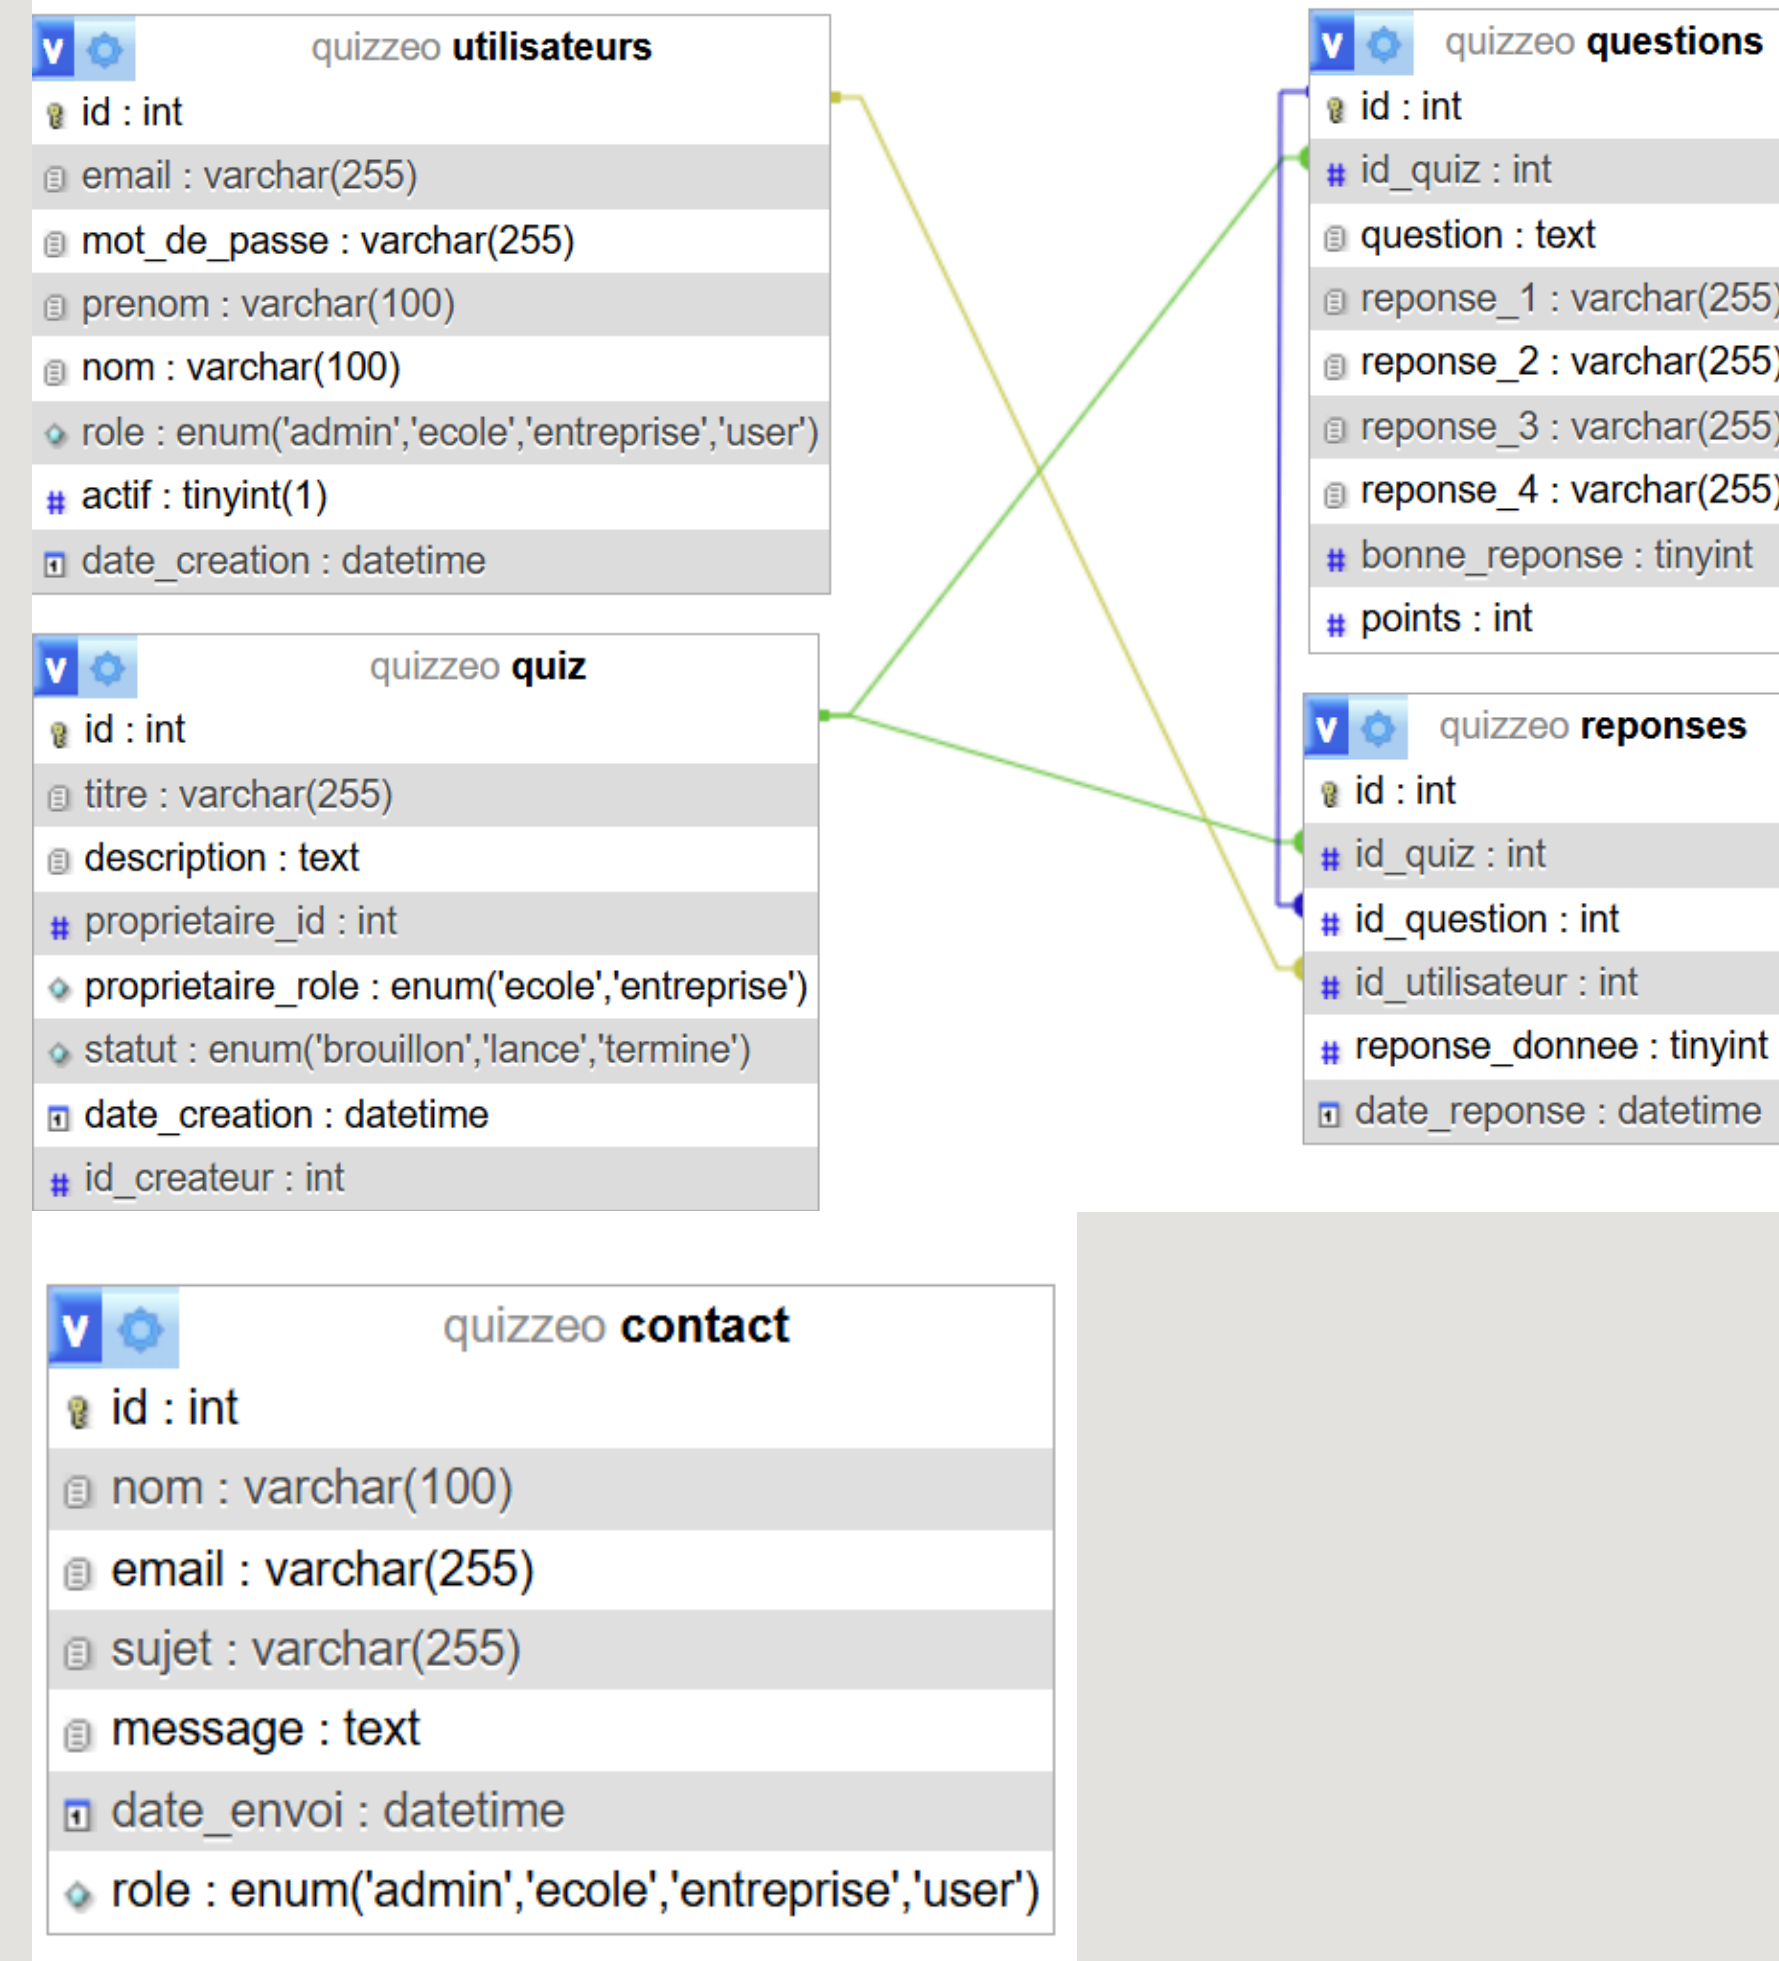 quizzeo utilisateurs
id : int
email : varchar(255)
mot_de_passe : varchar(255)
prenom : varchar(100)
nom : varchar(100)
role : enum('admin','ecole','entreprise','user')
actif : tinyint(1)
date_creation : datetime
quizzeo quiz
id : int
titre : varchar(255)
description : text
proprietaire_id : int
proprietaire_role : enum('ecole','entreprise')
statut : enum('brouillon','lance','termine')
date_creation : datetime
id_createur : int
quizzeo questions
id : int
id_quiz : int
question : text
reponse_1 : varchar(255)
reponse_2 : varchar(255)
reponse_3 : varchar(255)
reponse_4 : varchar(255)
bonne_reponse : tinyint
points : int
quizzeo reponses
id : int
id_quiz : int
id_question : int
id_utilisateur : int
reponse_donnee : tinyint
date_reponse : datetime
quizzeo contact
id : int
nom : varchar(100)
email : varchar(255)
sujet : varchar(255)
message : text
date_envoi : datetime
role : enum('admin','ecole','entreprise','user')